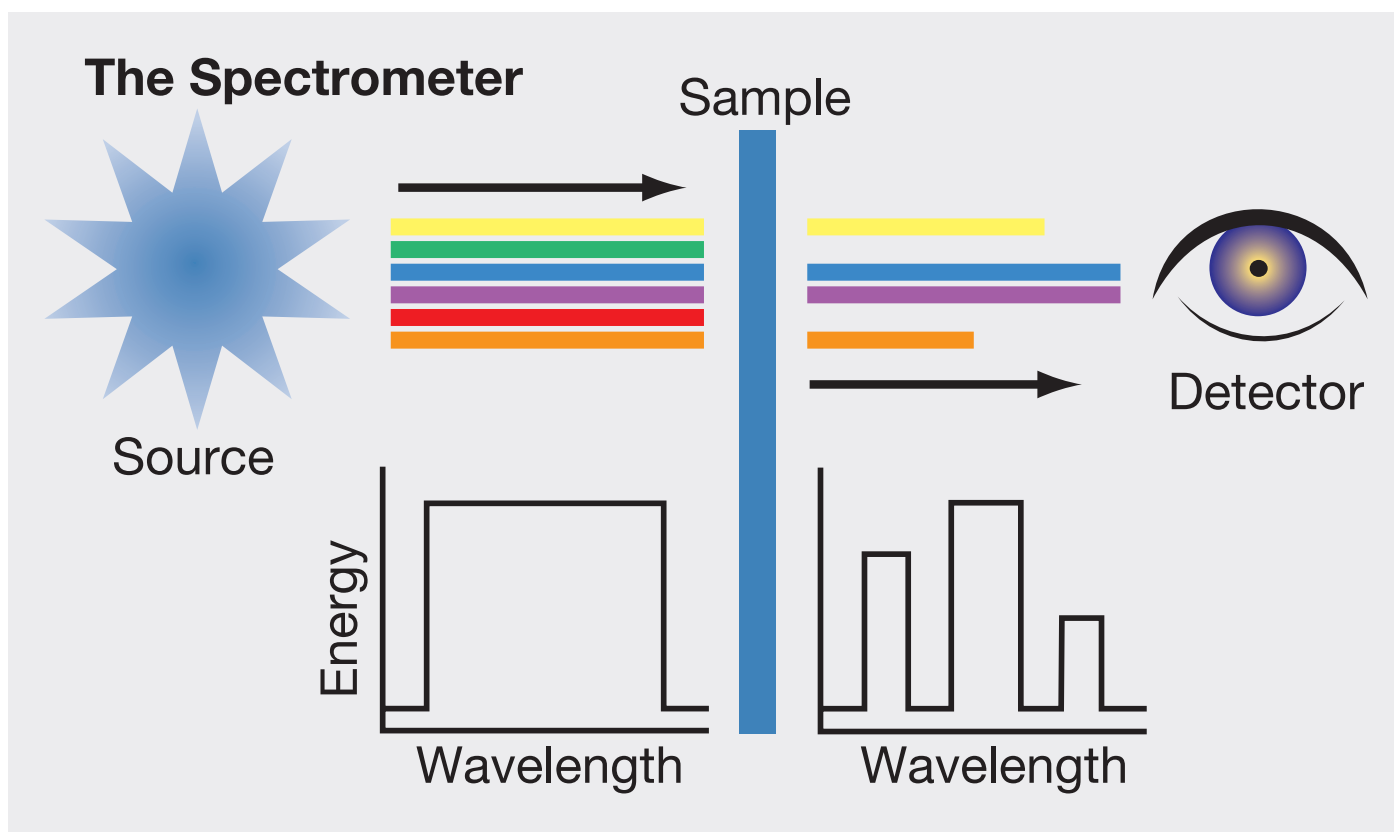 The Spectrometer
Sample
Source
Detector
Energy
Wavelength
Wavelength